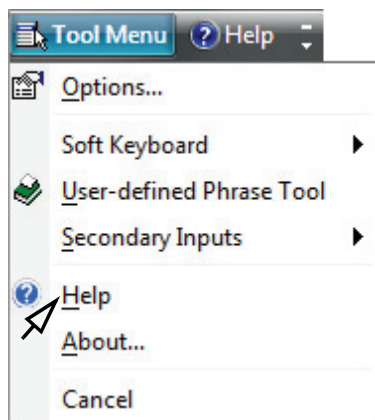 Tool Menu Help
Options...
Soft Keyboard
User-defined Phrase Tool
Secondary Inputs
Help
About...
Cancel